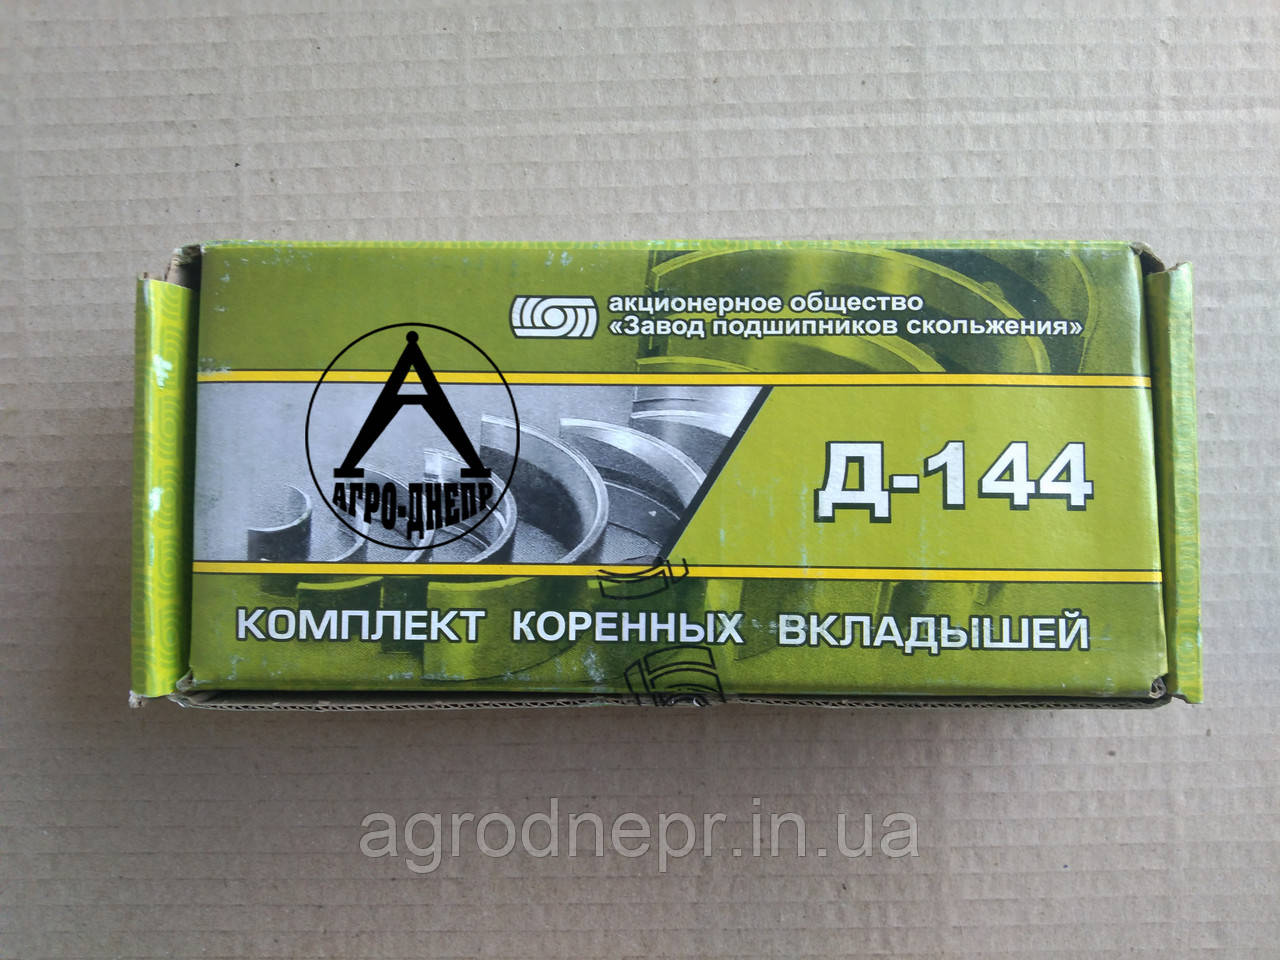 акционерное общество
«Завод подшипников скольжения»
АГРО-ДНЕПР
Д-144
КОМПЛЕКТ КОРЕННЫХ ВКЛАДЫШЕЙ
agrodnepr.in.ua